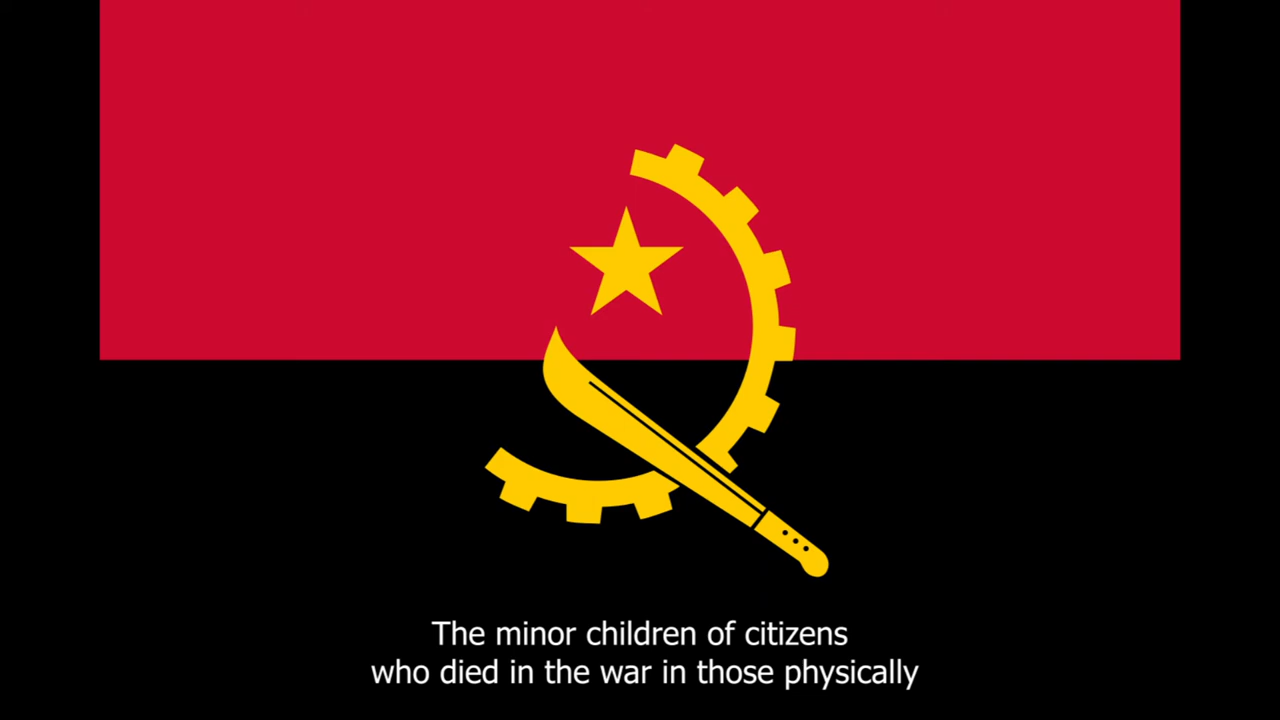 The minor children of citizens
who died in the war in those physically